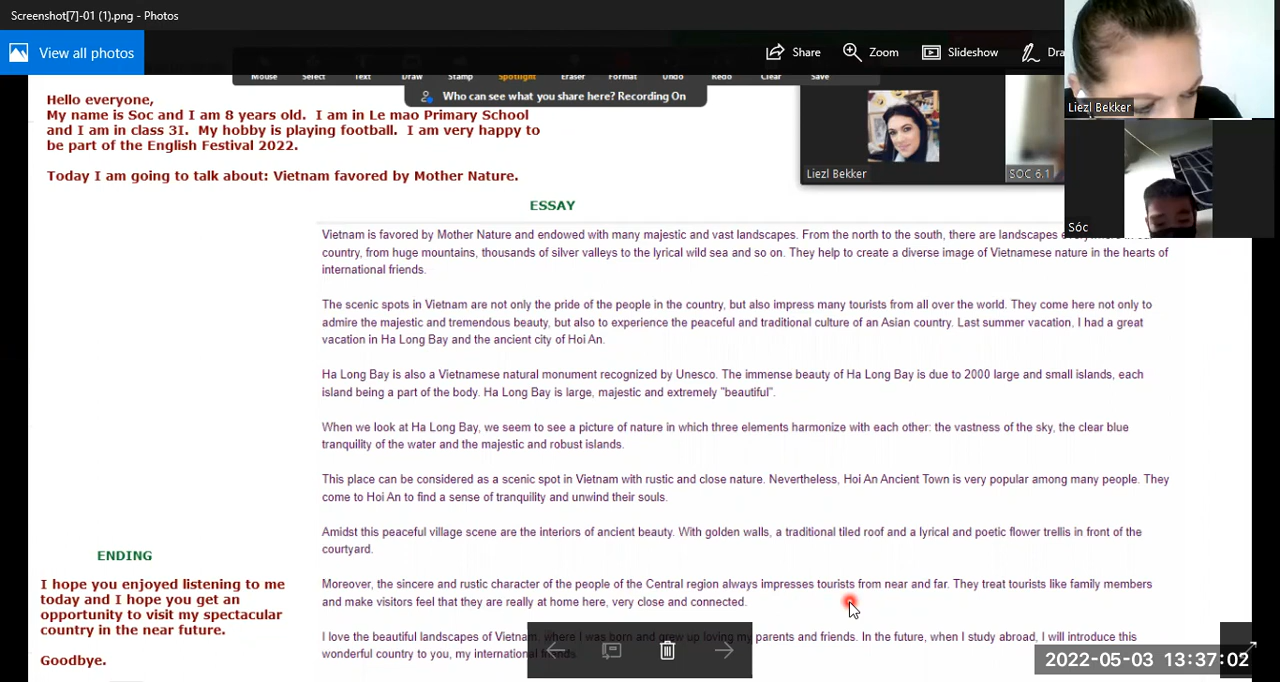 Screenshot[7]-01 (1).png - Photos
View all photos
Share
Zoom
Slideshow
Mouse Select Text Draw Stamp Spotlight Eraser Format Undo Redo Clear Save
Who can see what you share here? Recording On
Liezl Bekker
Liezl Bekker
SOC 6.1
Sóc
Hello everyone,
My name is Soc and I am 8 years old. I am in Le mao Primary School
and I am in class 3I. My hobby is playing football. I am very happy to
be part of the English Festival 2022.
Today I am going to talk about: Vietnam favored by Mother Nature.
ESSAY
Vietnam is favored by Mother Nature and endowed with many majestic and vast landscapes. From the north to the south, there are landscapes
country, from huge mountains, thousands of silver valleys to the lyrical wild sea and so on. They help to create a diverse image of Vietnamese nature in the hearts of
international friends.
The scenic spots in Vietnam are not only the pride of the people in the country, but also impress many tourists from all over the world. They come here not only to
admire the majestic and tremendous beauty, but also to experience the peaceful and traditional culture of an Asian country. Last summer vacation, I had a great
vacation in Ha Long Bay and the ancient city of Hoi An.
Ha Long Bay is also a Vietnamese natural monument recognized by Unesco. The immense beauty of Ha Long Bay is due to 2000 large and small islands, each
island being a part of the body. Ha Long Bay is large, majestic and extremely "beautiful".
When we look at Ha Long Bay, we seem to see a picture of nature in which three elements harmonize with each other: the vastness of the sky, the clear blue
tranquility of the water and the majestic and robust islands.
This place can be considered as a scenic spot in Vietnam with rustic and close nature. Nevertheless, Hoi An Ancient Town is very popular among many people. They
come to Hoi An to find a sense of tranquility and unwind their souls.
Amidst this peaceful village scene are the interiors of ancient beauty. With golden walls, a traditional tiled roof and a lyrical and poetic flower trellis in front of the
courtyard.
Moreover, the sincere and rustic character of the people of the Central region always impresses tourists from near and far. They treat tourists like family members
and make visitors feel that they are really at home here, very close and connected.
I love the beautiful landscapes of Vietnam, where I was born and grew up loving my parents and friends. In the future, when I study abroad, I will introduce this
wonderful country to you, my international friends.
ENDING
I hope you enjoyed listening to me
today and I hope you get an
opportunity to visit my spectacular
country in the near future.
Goodbye.
2022-05-03 13:37:02